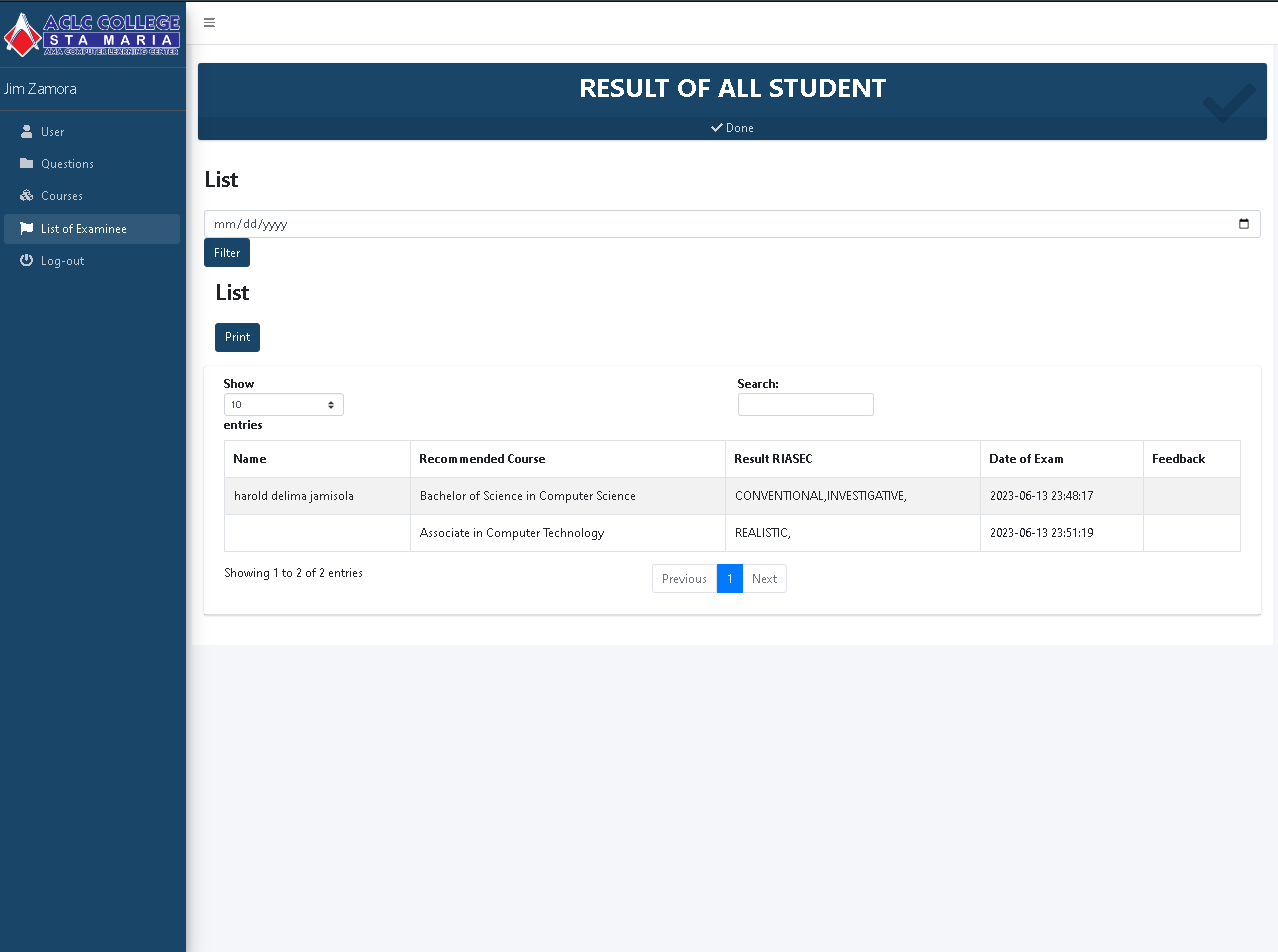 ACLC COLLEGE
STA MARIA
AMA COMPUTER LEARNING CENTER
Jim Zamora
User
Questions
Courses
List of Examinee
Log-out
RESULT OF ALL STUDENT
Done
List
mm/dd/yyyy
Filter
List
Print
Show
10
entries
Search:
Name Recommended Course Result RIASEC Date of Exam Feedback
harold delima jamisola Bachelor of Science in Computer Science CONVENTIONAL,INVESTIGATIVE, 2023-06-13 23:48:17
Associate in Computer Technology REALISTIC, 2023-06-13 23:51:19
Showing 1 to 2 of 2 entries
Previous 1 Next